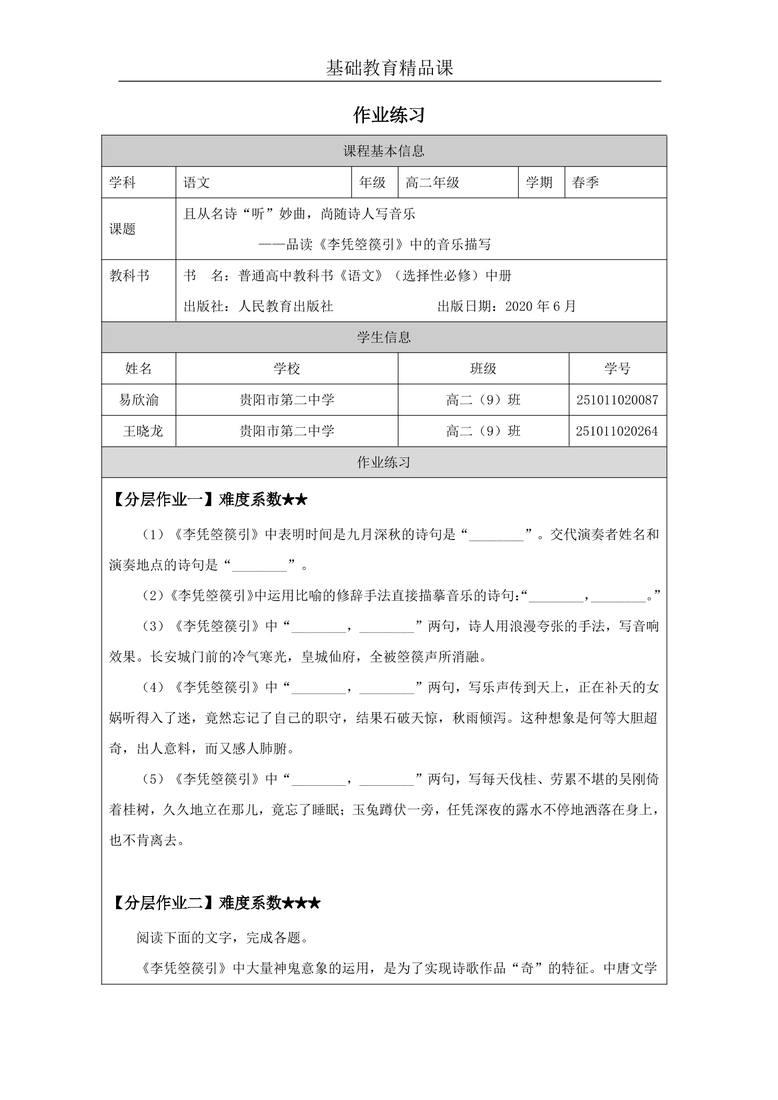 基础教育精品课
作业练习
课程基本信息
学科 语文 年级 高二年级 学期 春季
课题 且从名诗“听”妙曲，尚随诗人写音乐
——品读《李凭箜篌引》中的音乐描写
教科书 书 名：普通高中教科书《语文》（选择性必修）中册
出版社：人民教育出版社 出版日期：2020 年 6 月
学生信息
姓名 学校 班级 学号
易欣渝 贵阳市第二中学 高二（9）班 251011020087
王晓龙 贵阳市第二中学 高二（9）班 251011020264
作业练习
【分层作业一】难度系数★★
（1）《李凭箜篌引》中表明时间是九月深秋的诗句是“________”。交代演奏者姓名和
演奏地点的诗句是“________”。
（2）《李凭箜篌引》中运用比喻的修辞手法直接描摹音乐的诗句：“________，________。”
（3）《李凭箜篌引》中“________，________”两句，诗人用浪漫夸张的手法，写音响
效果。长安城门前的冷气寒光，皇城仙府，全被箜篌声所消融。
（4）《李凭箜篌引》中“________，________”两句，写乐声传到天上，正在补天的女
娲听得入了迷，竟然忘记了自己的职守，结果石破天惊，秋雨倾泻。这种想象是何等大胆超
奇，出人意料，而又感人肺腑。
（5）《李凭箜篌引》中“________，________”两句，写每天伐桂、劳累不堪的吴刚倚
着桂树，久久地立在那儿，竟忘了睡眠；玉兔蹲伏一旁，任凭深夜的露水不停地洒落在身上，
也不肯离去。
【分层作业二】难度系数★★★
阅读下面的文字，完成各题。
《李凭箜篌引》中大量神鬼意象的运用，是为了实现诗歌作品“奇”的特征。中唐文学